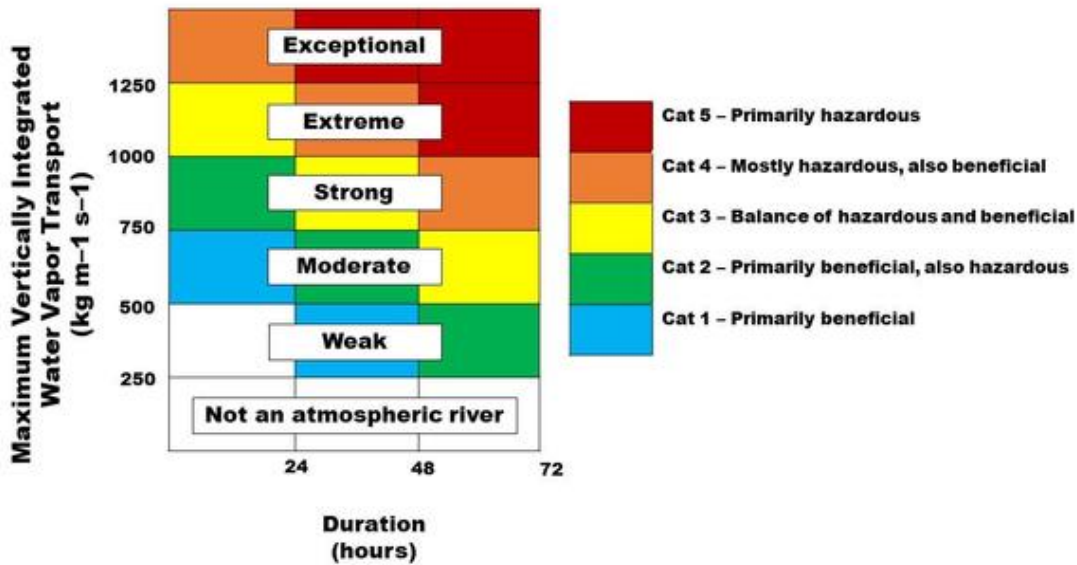 Maximum Vertically Integrated
Water Vapor Transport
(kg m–1 s–1)
1250
1000
750
500
250
Exceptional
Extreme
Strong
Moderate
Weak
Not an atmospheric river
24
48
72
Duration
(hours)
Cat 5 – Primarily hazardous
Cat 4 – Mostly hazardous, also beneficial
Cat 3 – Balance of hazardous and beneficial
Cat 2 – Primarily beneficial, also hazardous
Cat 1 – Primarily beneficial